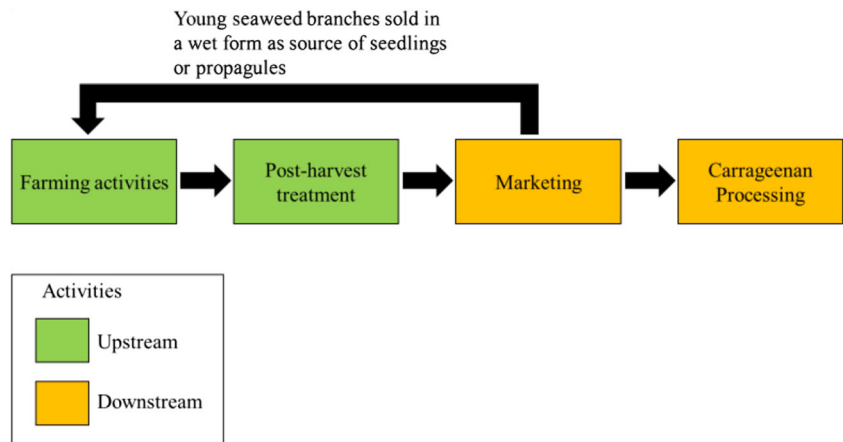 Young seaweed branches sold in
a wet form as source of seedlings
or propagules
Farming activities
Post-harvest
treatment
Marketing
Carrageenan
Processing
Activities
Upstream
Downstream